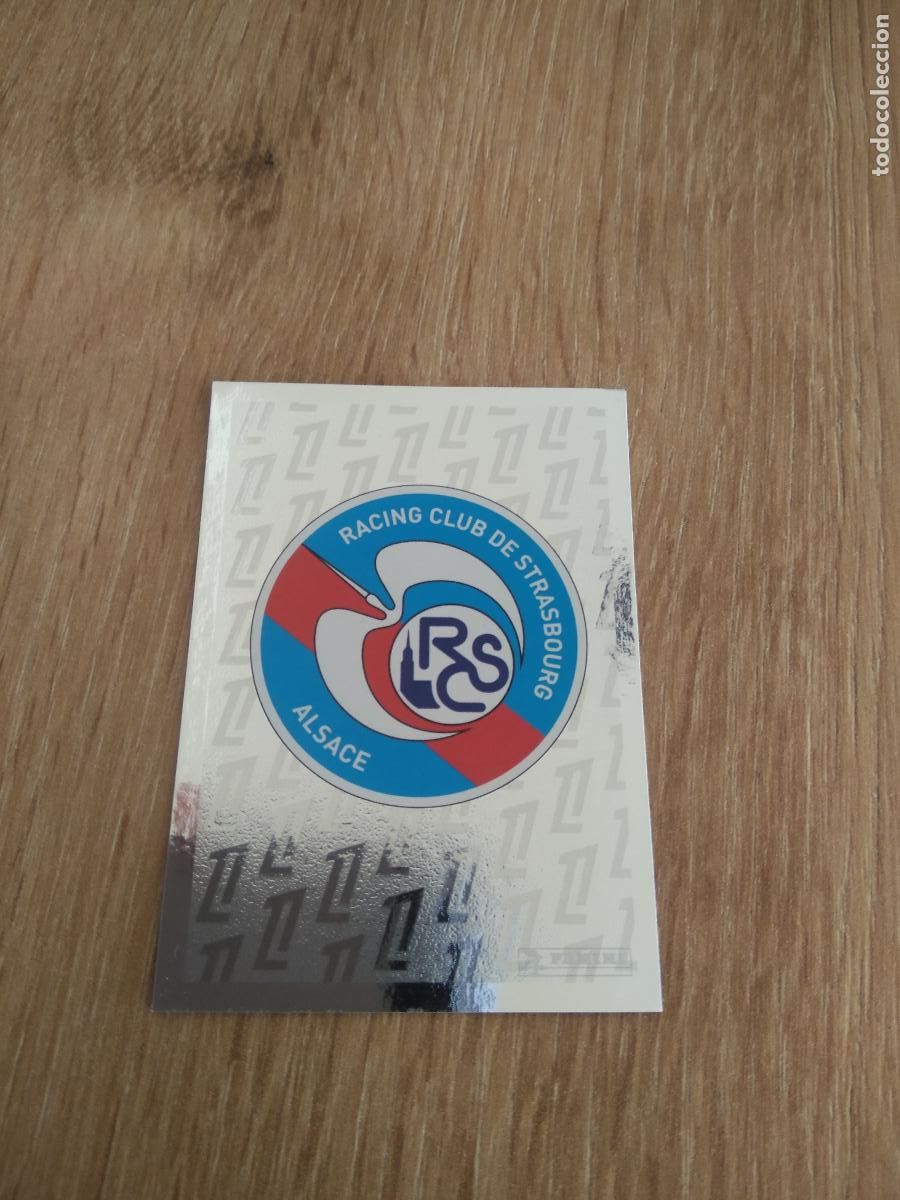 todocoleccion
RACING CLUB DE STRASBOURG
RCS
ALSACE
PANINI